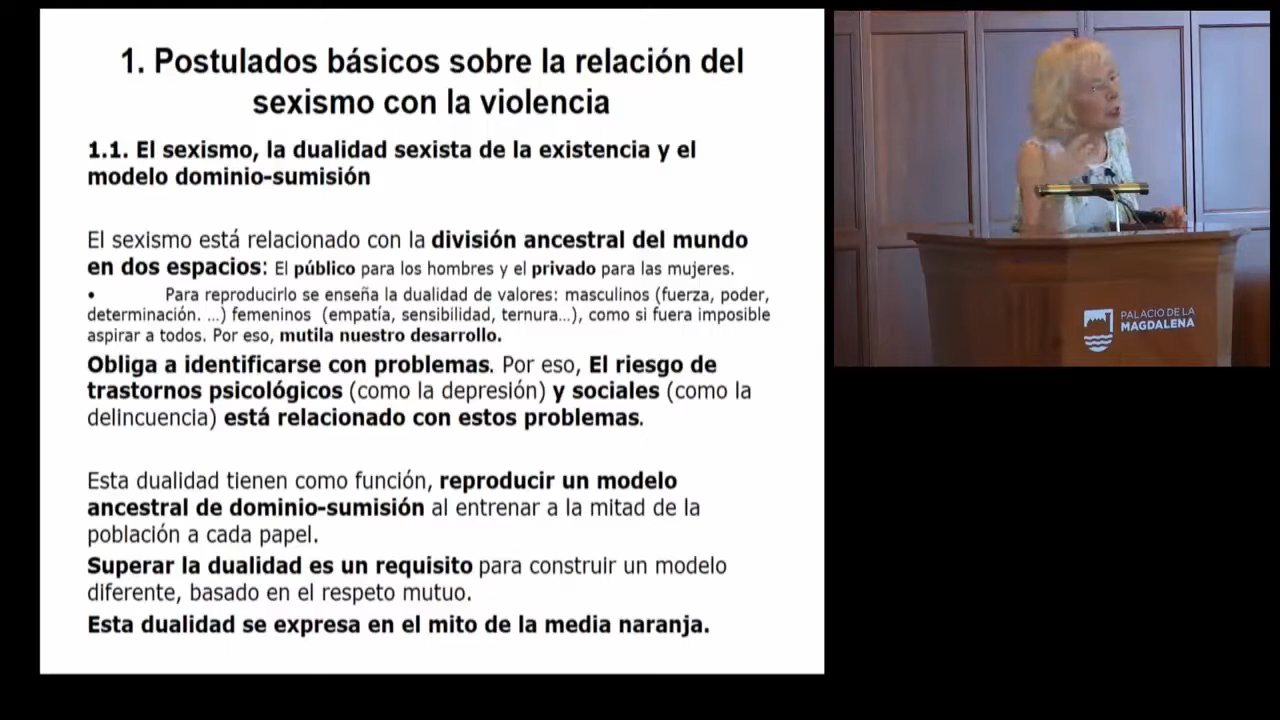 1. Postulados básicos sobre la relación del
sexismo con la violencia
1.1. El sexismo, la dualidad sexista de la existencia y el
modelo dominio-sumisión
El sexismo está relacionado con la división ancestral del mundo
en dos espacios: El público para los hombres y el privado para las mujeres.
• Para reproducirlo se enseña la dualidad de valores: masculinos (fuerza, poder,
determinación. ...) femeninos (empatía, sensibilidad, ternura...), como si fuera imposible
aspirar a todos. Por eso, mutila nuestro desarrollo.
Obliga a identificarse con problemas. Por eso, El riesgo de
trastornos psicológicos (como la depresión) y sociales (como la
delincuencia) está relacionado con estos problemas.
Esta dualidad tienen como función, reproducir un modelo
ancestral de dominio-sumisión al entrenar a la mitad de la
población a cada papel.
Superar la dualidad es un requisito para construir un modelo
diferente, basado en el respeto mutuo.
Esta dualidad se expresa en el mito de la media naranja.
PALACIO DE LA
MAGDALENA